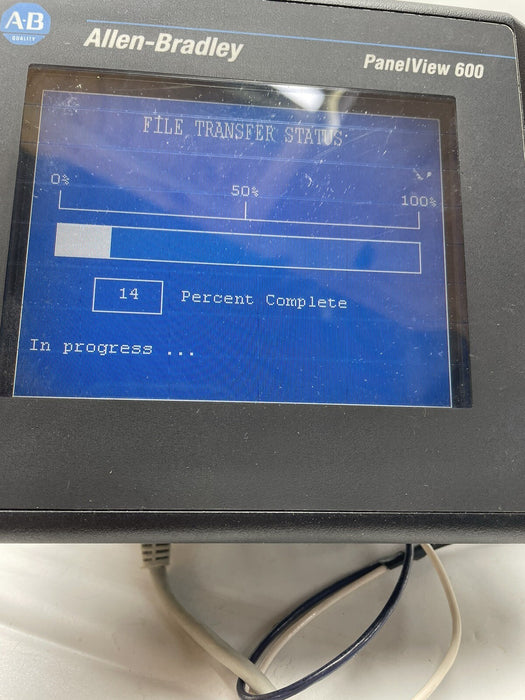 A·B
QUALITY
Allen-Bradley
PanelView 600
FILE TRANSFER STATUS
0%
50%
100%
14 Percent Complete
In progress ...